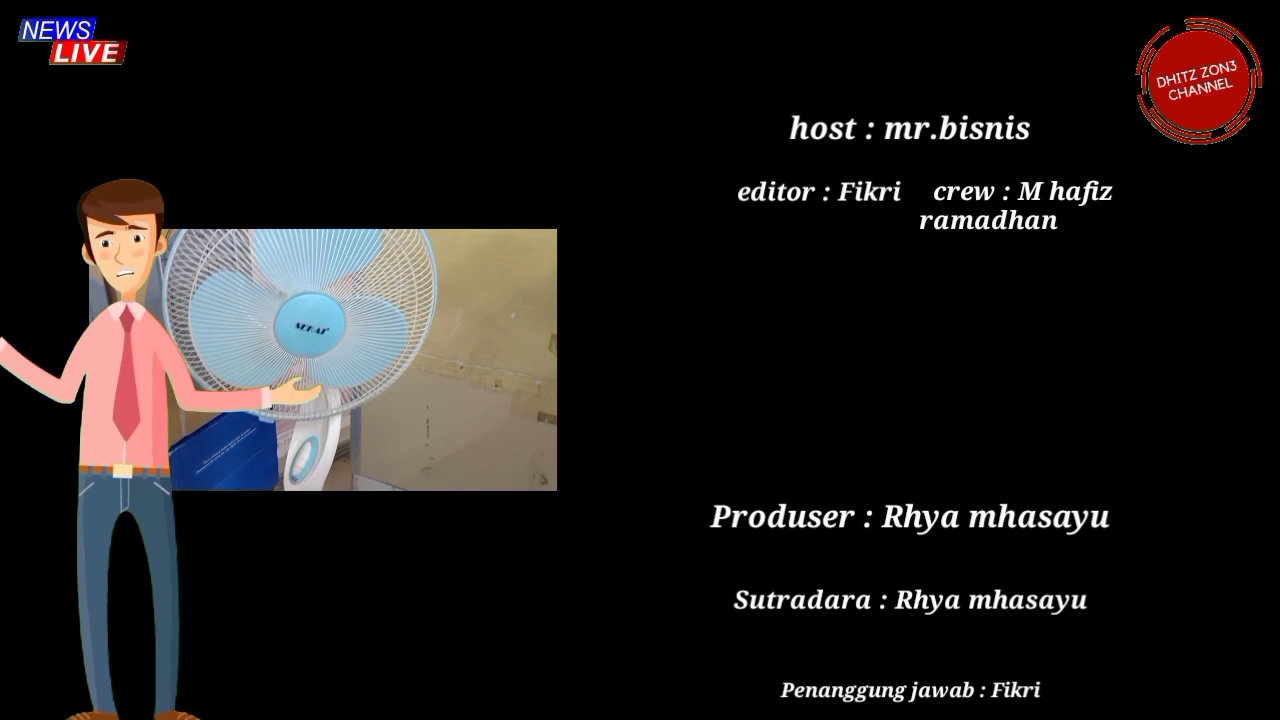 NEWS
LIVE
DHITZ ZON3
CHANNEL
host : mr.bisnis
editor : Fikri
crew : M hafiz
ramadhan
Produser : Rhya mhasayu
Sutradara : Rhya mhasayu
Penanggung jawab : Fikri